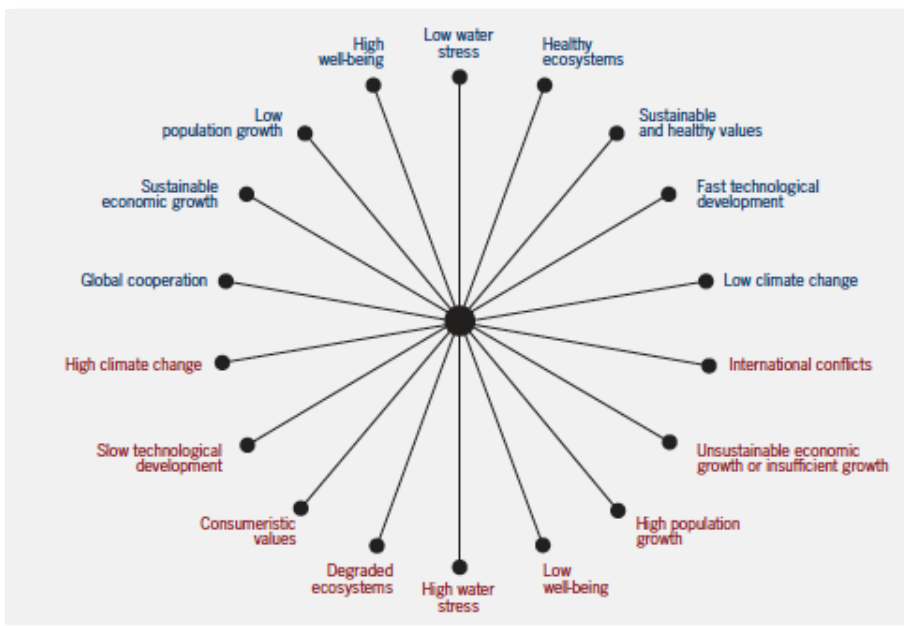 Low water
stress
High
well-being
Healthy
ecosystems
Low
population growth
Sustainable
and healthy values
Sustainable
economic growth
Fast technological
development
Global cooperation
Low climate change
High climate change
International conflicts
Slow technological
development
Unsustainable economic
growth or insufficient growth
Consumeristic
values
High population
growth
Degraded
ecosystems
High water
stress
Low
well-being